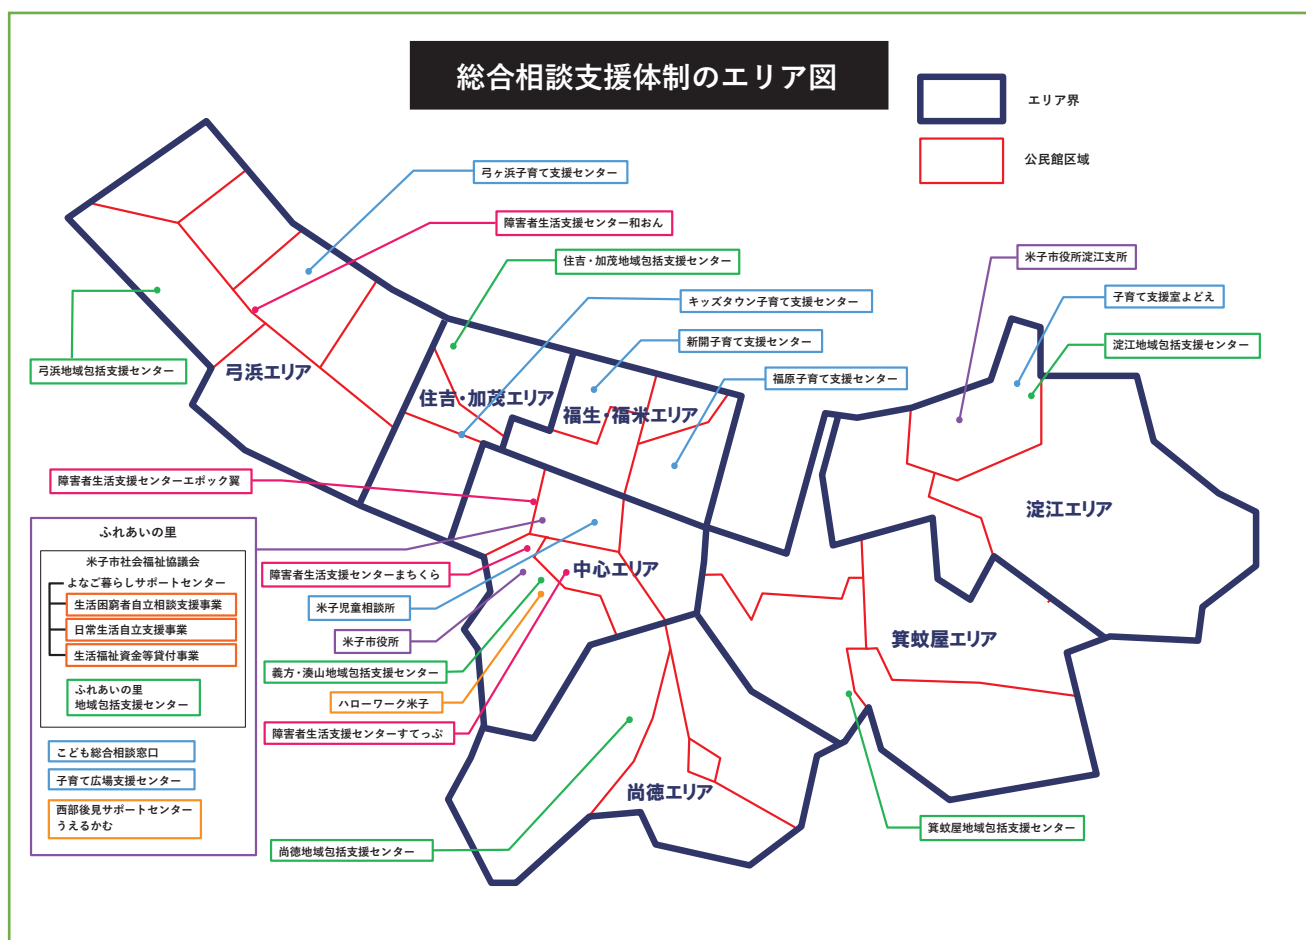 総合相談支援体制のエリア図
エリア界
公民館区域
弓ヶ浜子育て支援センター
障害者生活支援センター和おん
住吉・加茂地域包括支援センター
キッズタウン子育て支援センター
新開子育て支援センター
福原子育て支援センター
米子市役所淀江支所
子育て支援室よどえ
淀江地域包括支援センター
弓浜地域包括支援センター
弓浜エリア
住吉・加茂エリア
福生・福米エリア
淀江エリア
中心エリア
箕蚊屋エリア
尚徳エリア
障害者生活支援センターエポック翼
ふれあいの里
米子市社会福祉協議会
よなご暮らしサポートセンター
生活困窮者自立相談支援事業
日常生活自立支援事業
生活福祉資金等貸付事業
ふれあいの里
地域包括支援センター
こども総合相談窓口
子育て広場支援センター
西部後見サポートセンター
うえるかむ
障害者生活支援センターまちくら
米子児童相談所
米子市役所
義方・湊山地域包括支援センター
ハローワーク米子
障害者生活支援センターすてっぷ
尚徳地域包括支援センター
箕蚊屋地域包括支援センター